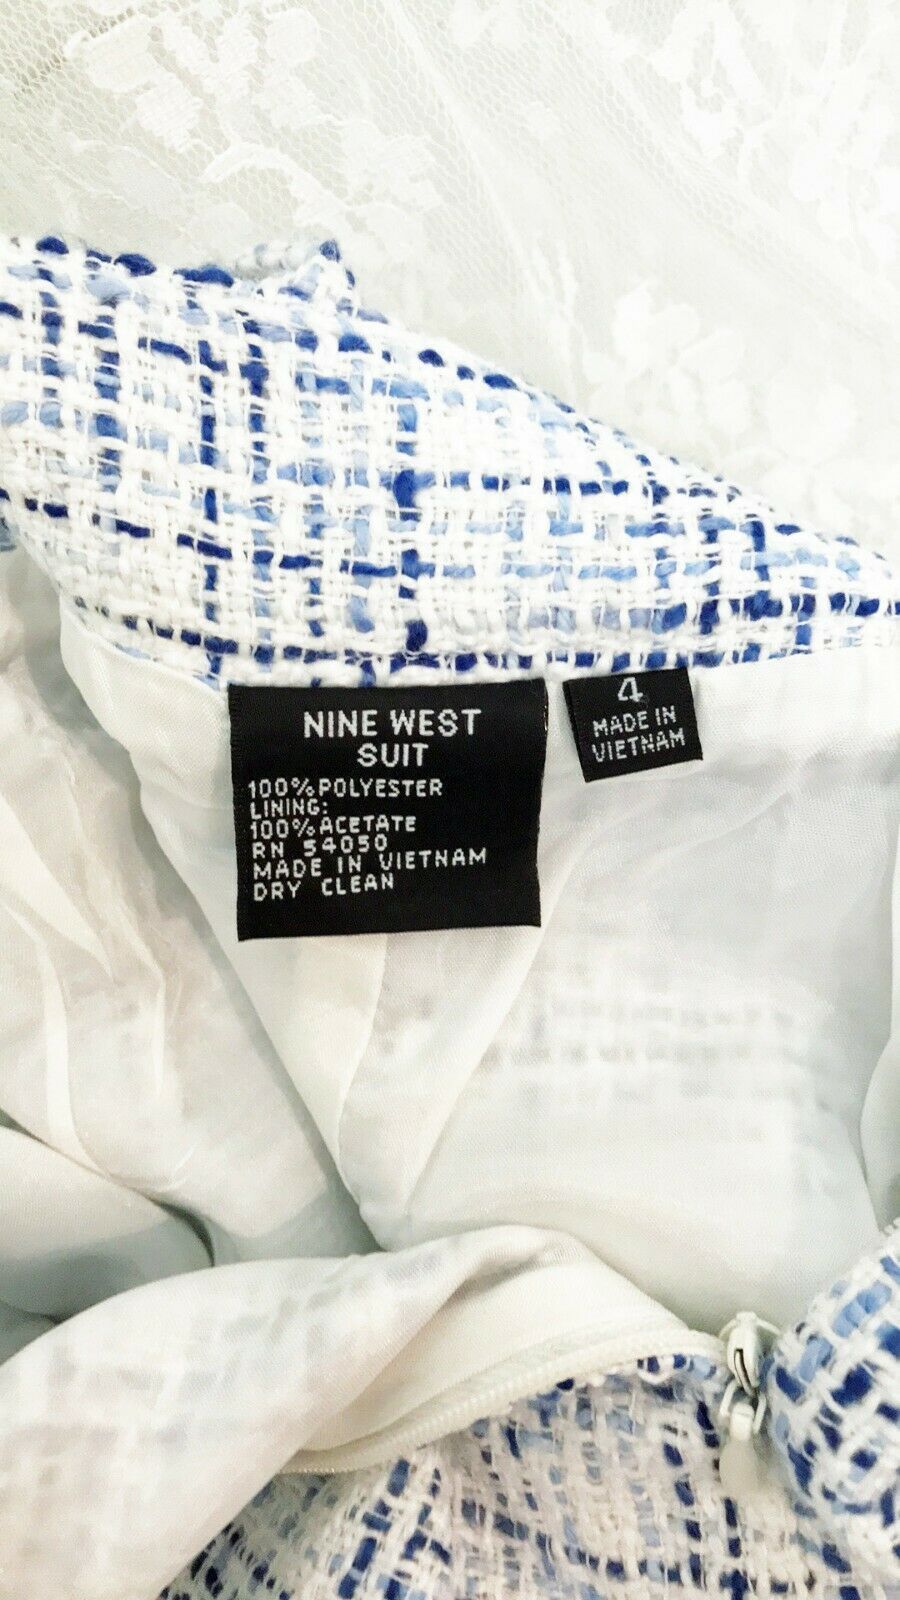 NINE WEST
SUIT
100% POLYESTER
LINING:
100% ACETATE
RN 54050
MADE IN VIETNAM
DRY CLEAN
4
MADE IN
VIETNAM